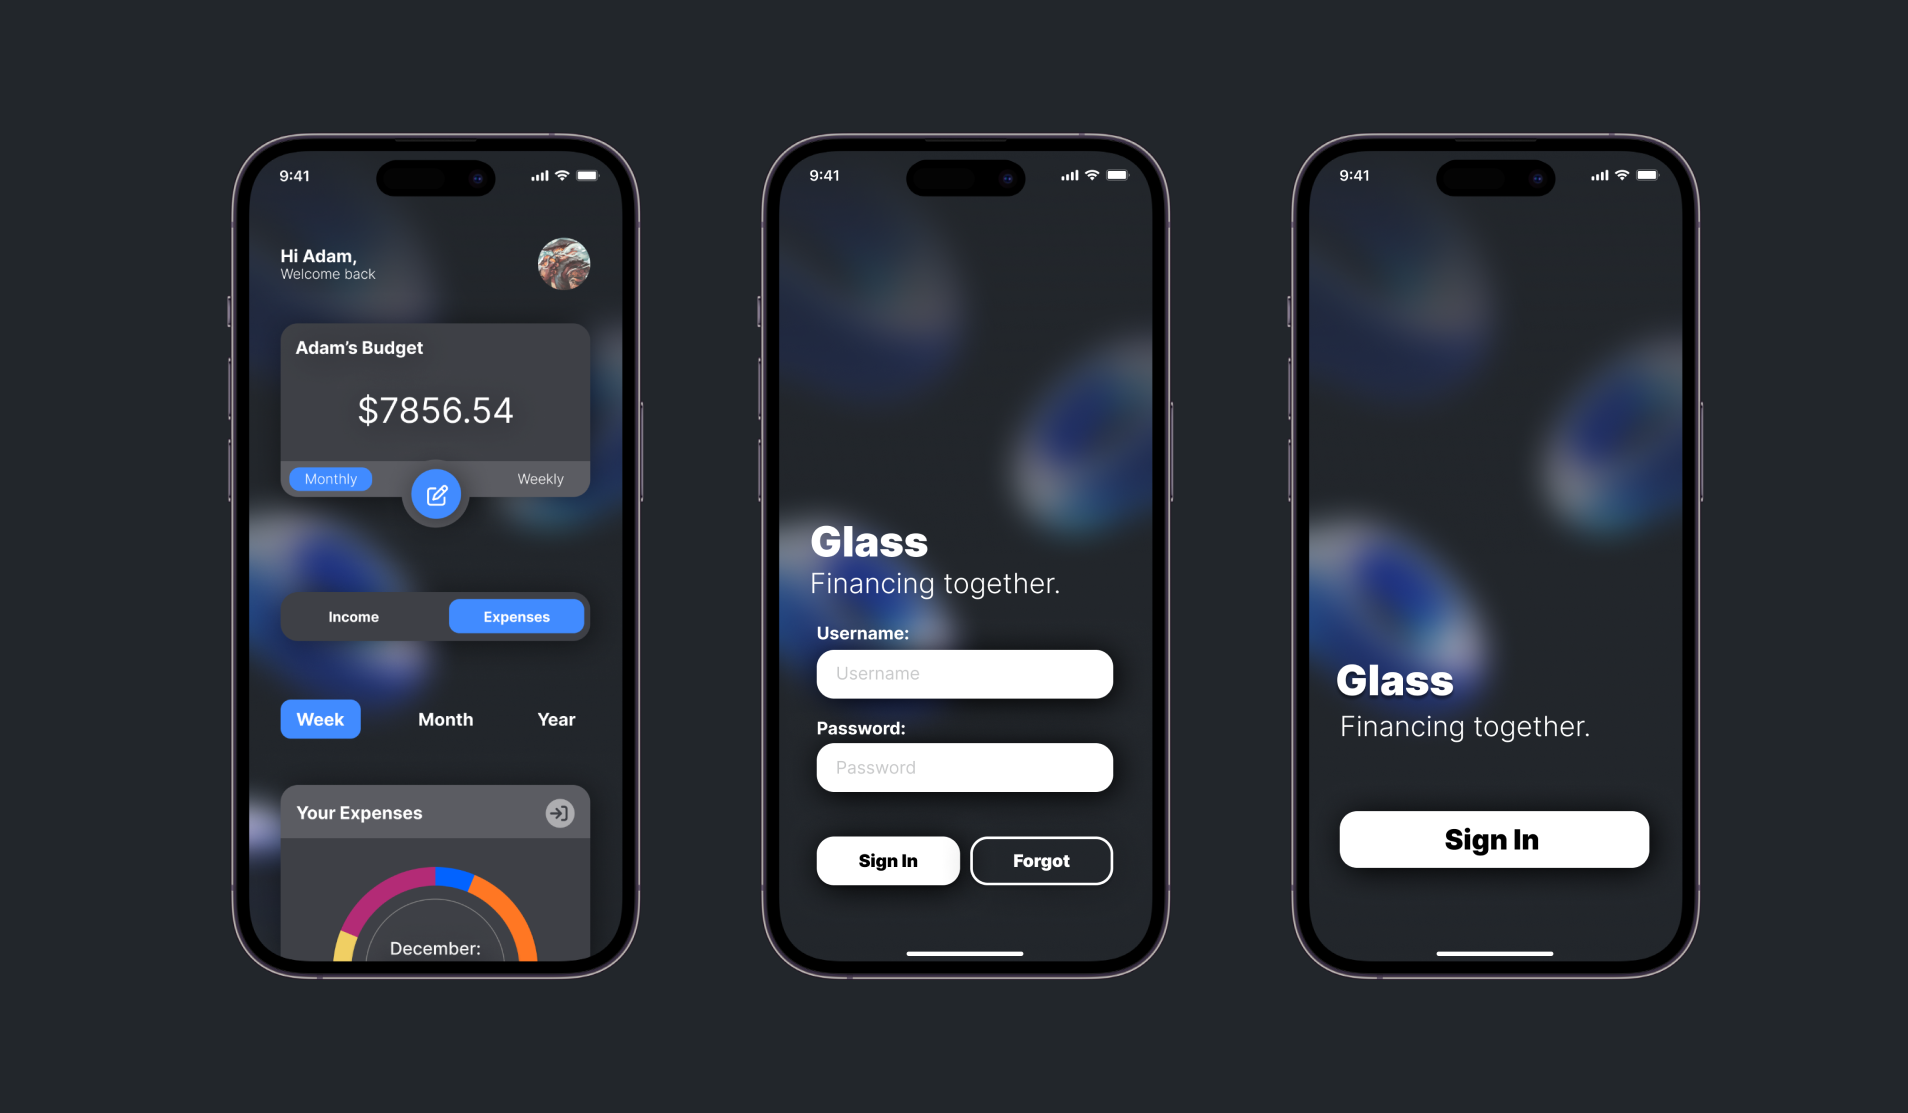 9:41
Hi Adam,
Welcome back
Adam's Budget
$7856.54
Monthly
Weekly
Income
Expenses
Week
Month
Year
Your Expenses
December:
9:41
Glass
Financing together.
Username:
Username
Password:
Password
Sign In
Forgot
9:41
Glass
Financing together.
Sign In